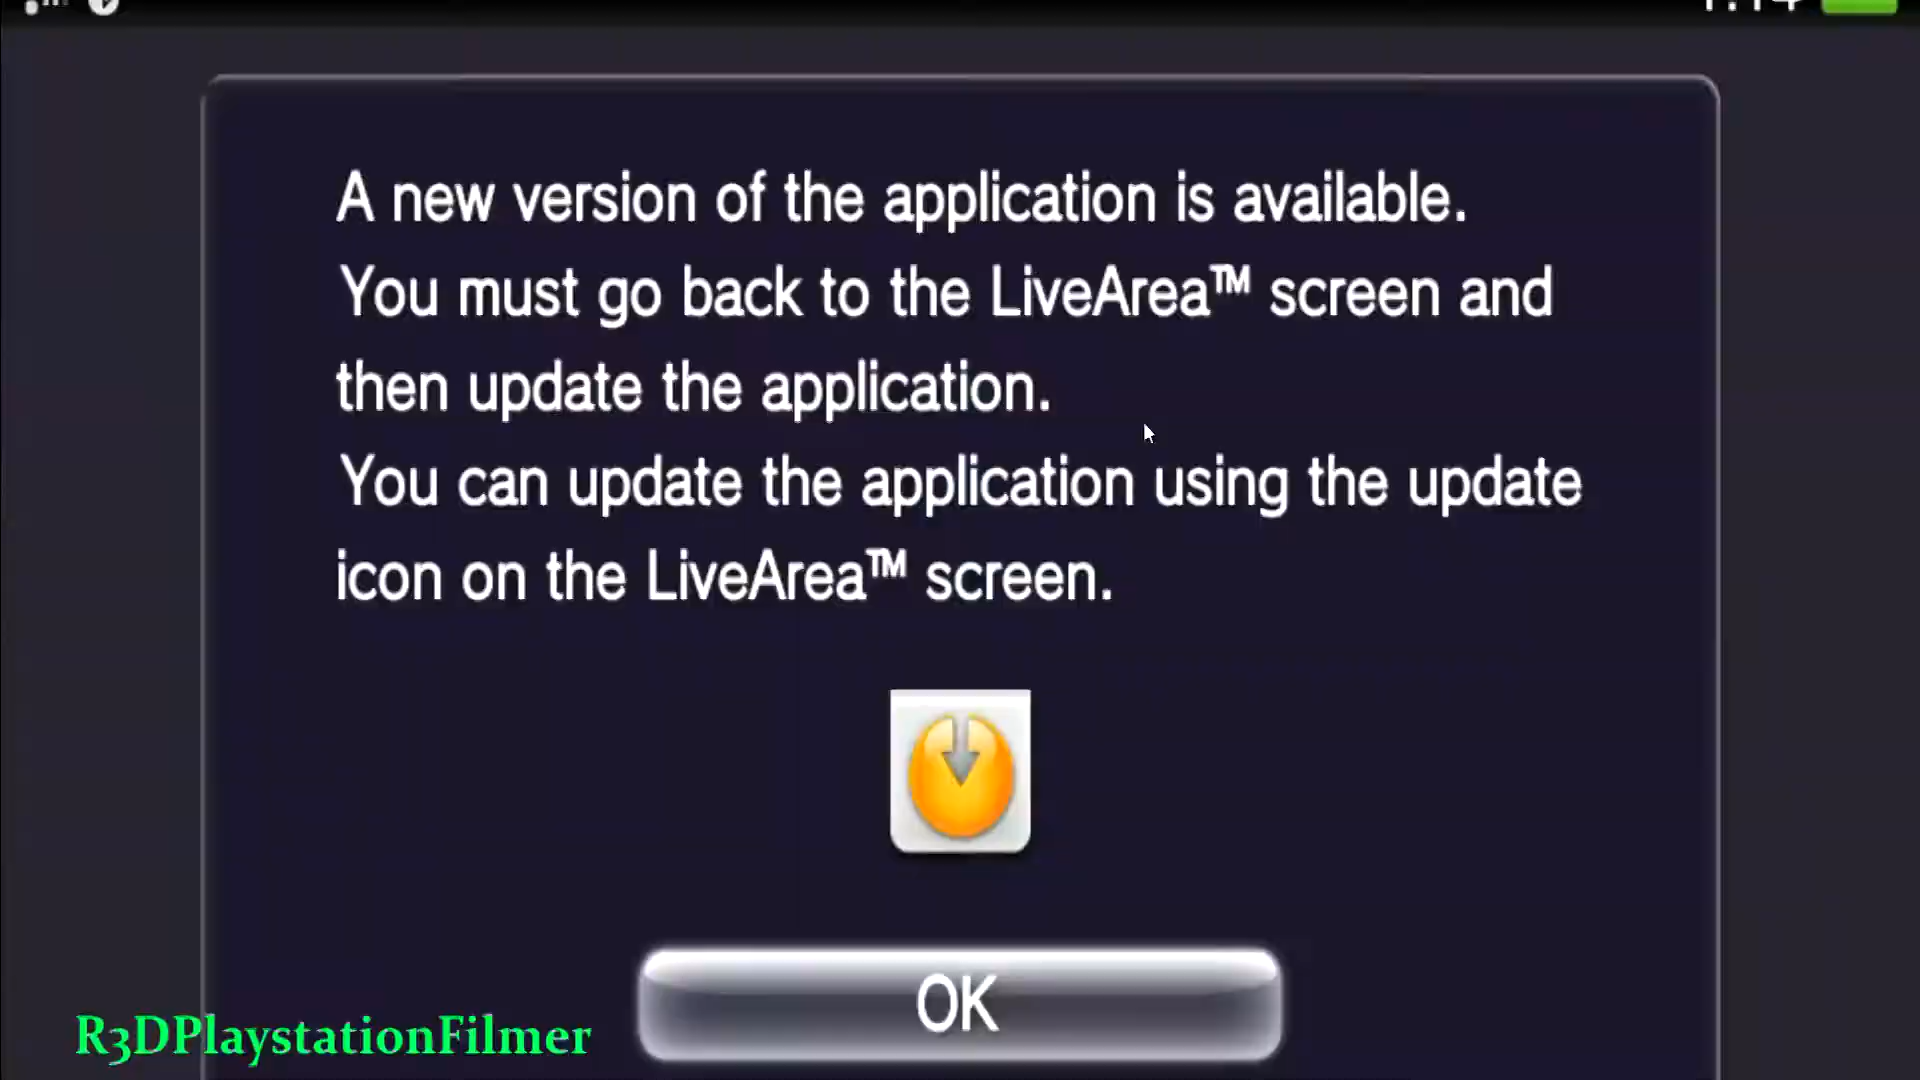 A new version of the application is available.
You must go back to the LiveArea™ screen and
then update the application.
You can update the application using the update
icon on the LiveArea™ screen.
OK
R3DPlaystationFilmer